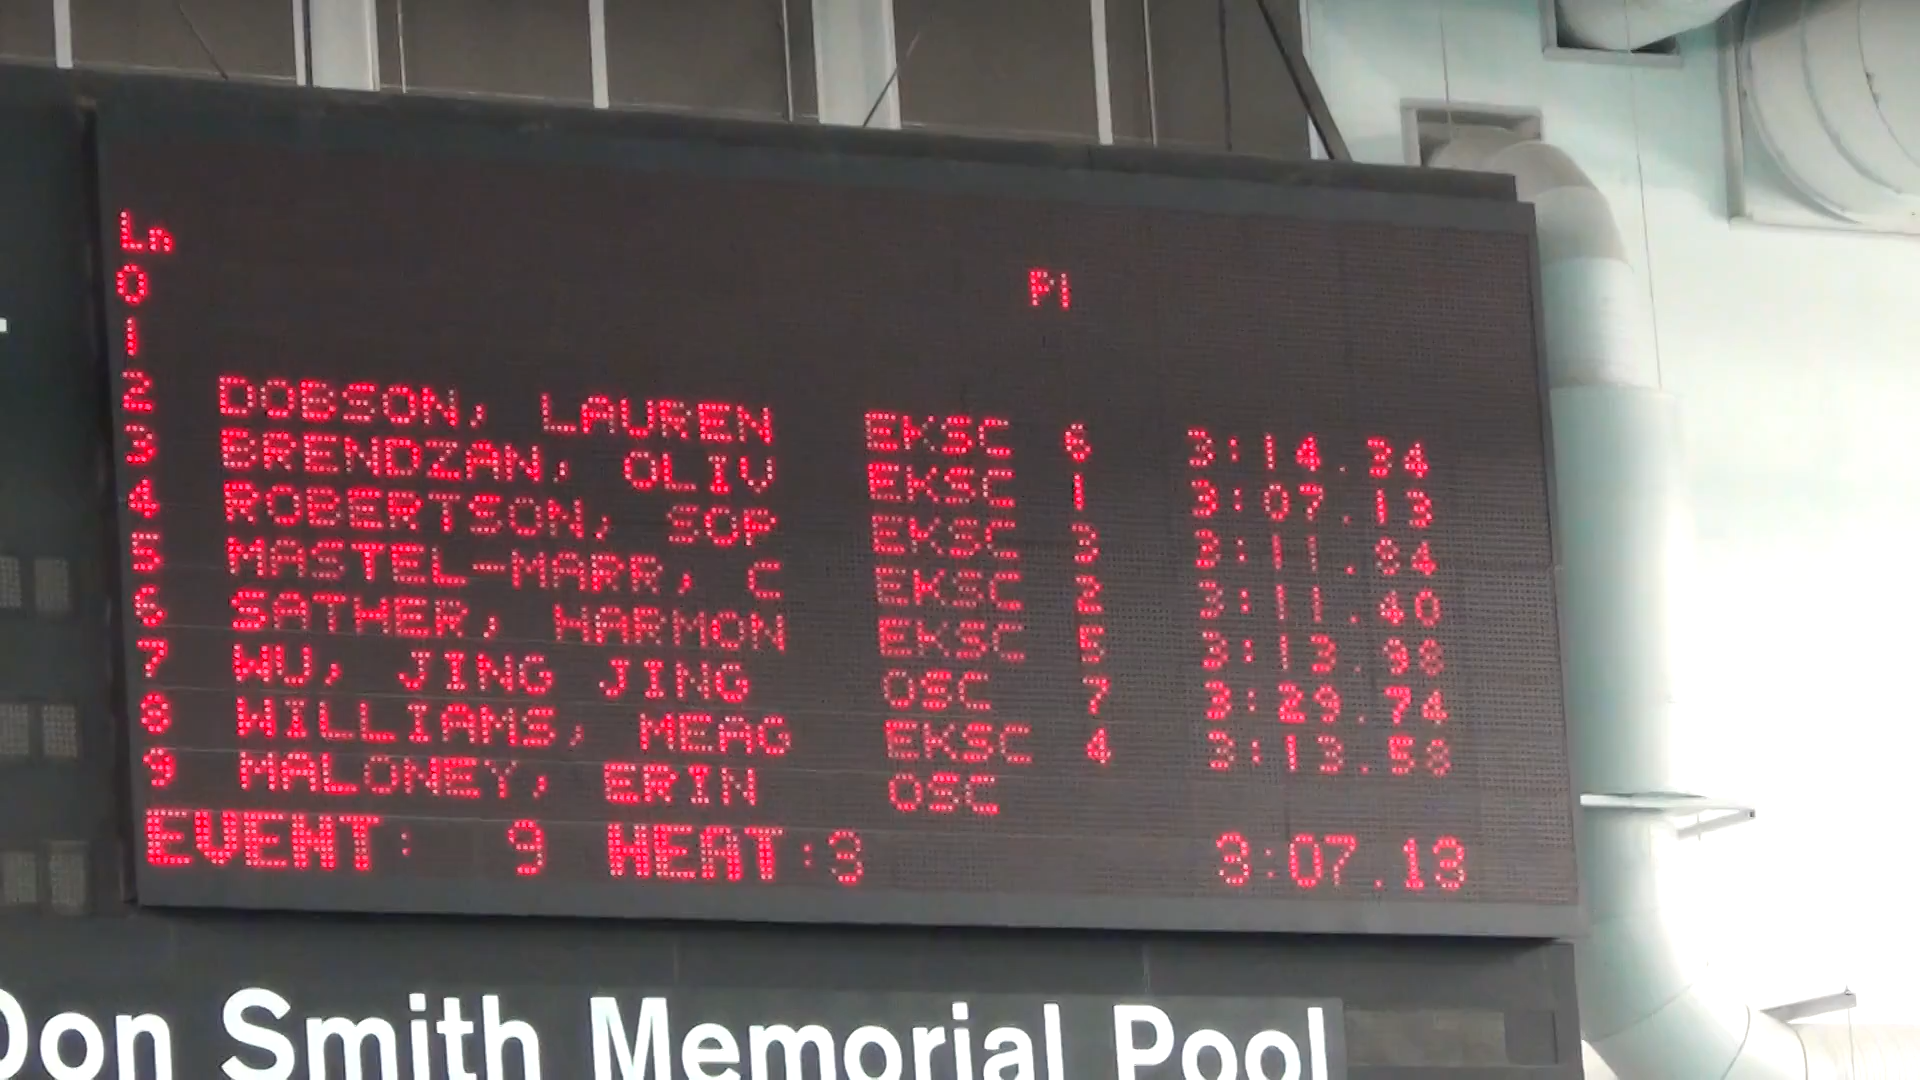 Ln Pl
0
1
2 DOBSON, LAUREN EKSC 6 3:14.34
3 BRENDZAN, OLIV EKSC 1 3:07.13
4 ROBERTSON, SOP EKSC 3 3:11.84
5 MASTEL-MARR, C EKSC 2 3:11.40
6 SATHER, HARMON EKSC 5 3:13.98
7 WU, JING JING OSC 7 3:29.74
8 WILLIAMS, MEAG EKSC 4 3:13.58
9 MALONEY, ERIN OSC
EVENT: 9 HEAT:3 3:07.13
Don Smith Memorial Pool